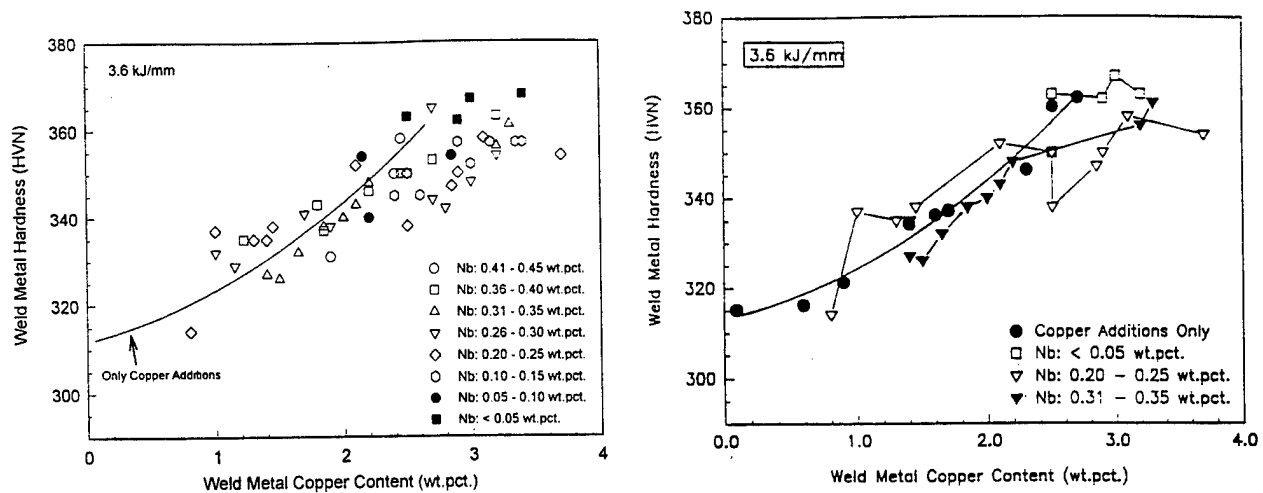 380
3.6 kJ/mm
360
340
320
300
Weld Metal Hardness (HVN)
Only Copper Additions
Nb: 0.41 - 0.45 wt.pct.
Nb: 0.36 - 0.40 wt.pct.
Nb: 0.31 - 0.35 wt.pct.
Nb: 0.26 - 0.30 wt.pct.
Nb: 0.20 - 0.25 wt.pct.
Nb: 0.10 - 0.15 wt.pct.
Nb: 0.05 - 0.10 wt.pct.
Nb: < 0.05 wt.pct.
0 1 2 3 4
Weld Metal Copper Content (wt.pct.)
380
3.6 kJ/mm
360
340
320
300
Weld Metal Hardness (HVN)
Copper Additions Only
Nb: < 0.05 wt.pct.
Nb: 0.20 - 0.25 wt.pct.
Nb: 0.31 - 0.35 wt.pct.
0.0 1.0 2.0 3.0 4.0
Weld Metal Copper Content (wt.pct.)